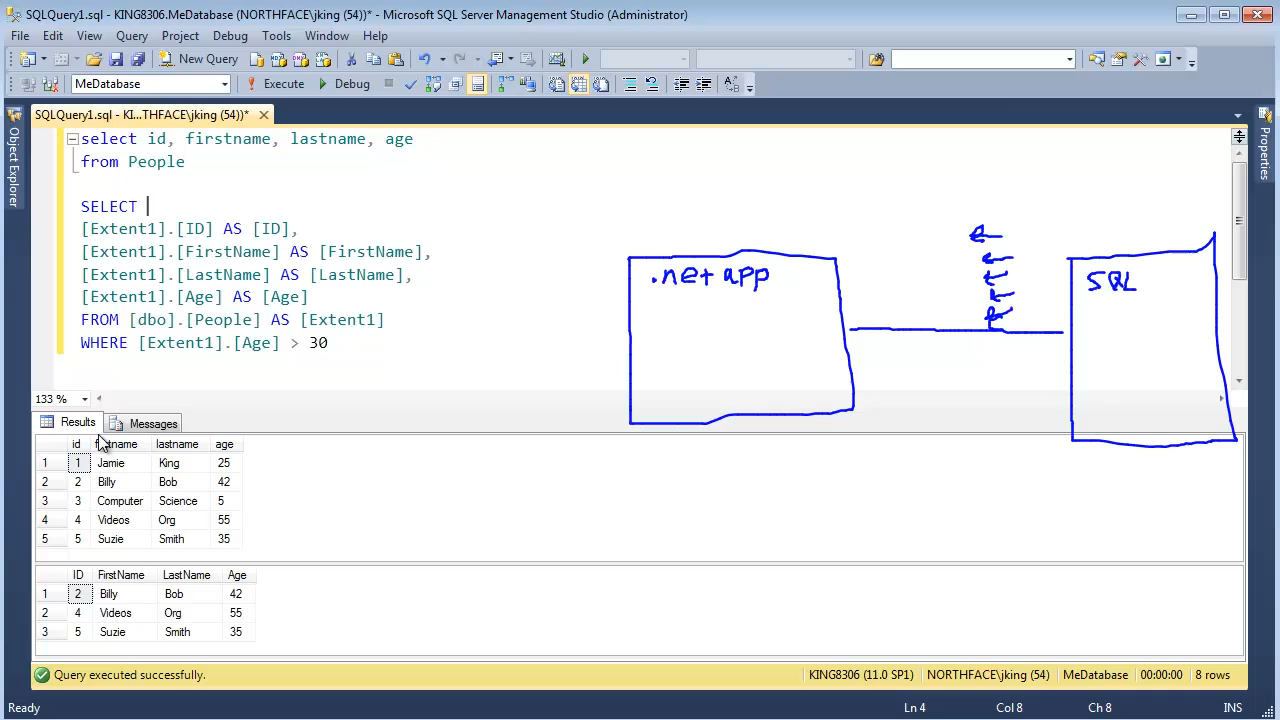 SQLQuery1.sql - KING8306.MeDatabase (NORTHFACE\jking (54))* - Microsoft SQL Server Management Studio (Administrator)
File Edit View Query Project Debug Tools Window Help
New Query
MeDatabase Execute Debug
SQLQuery1.sql - KI...THFACE\jking (54))*
Object Explorer
Properties
select id, firstname, lastname, age
from People
SELECT
[Extent1].[ID] AS [ID],
[Extent1].[FirstName] AS [FirstName],
[Extent1].[LastName] AS [LastName],
[Extent1].[Age] AS [Age]
FROM [dbo].[People] AS [Extent1]
WHERE [Extent1].[Age] > 30
.net app
SQL
133 %
Results Messages
id firstname lastname age
1 1 Jamie King 25
2 2 Billy Bob 42
3 3 Computer Science 5
4 4 Videos Org 55
5 5 Suzie Smith 35
ID FirstName LastName Age
1 2 Billy Bob 42
2 4 Videos Org 55
3 5 Suzie Smith 35
Query executed successfully. KING8306 (11.0 SP1) NORTHFACE\jking (54) MeDatabase 00:00:00 8 rows
Ready Ln 4 Col 8 Ch 8 INS